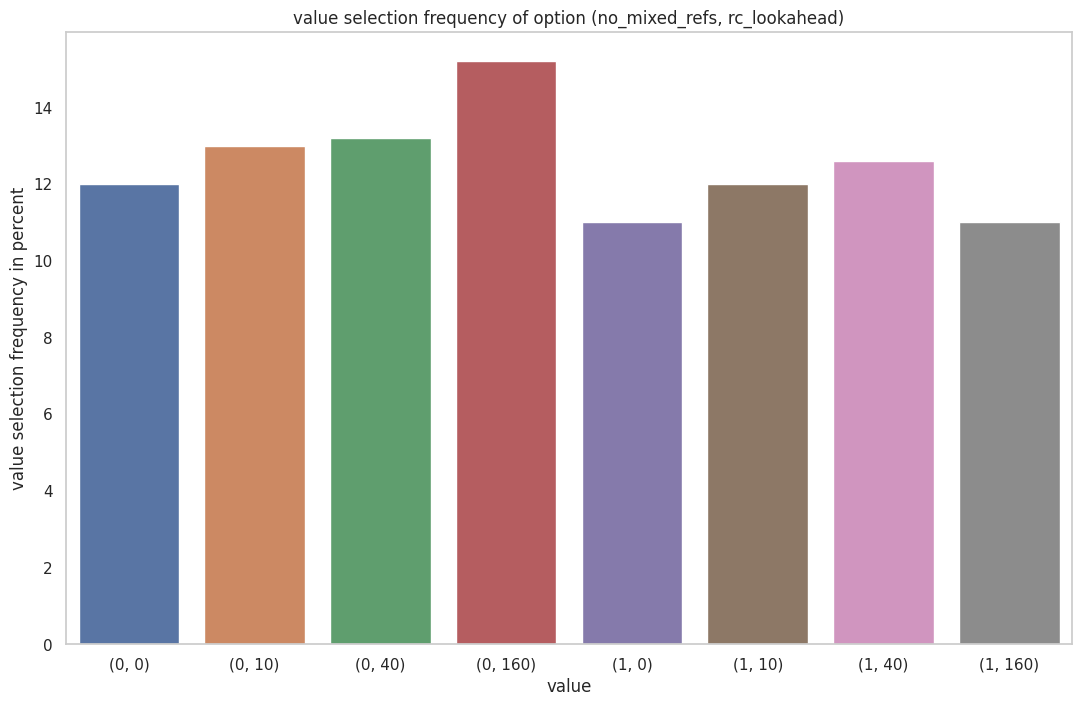 value selection frequency of option (no_mixed_refs, rc_lookahead)
value selection frequency in percent
14
12
10
8
6
4
2
0
(0, 0) (0, 10) (0, 40) (0, 160) (1, 0) (1, 10) (1, 40) (1, 160)
value